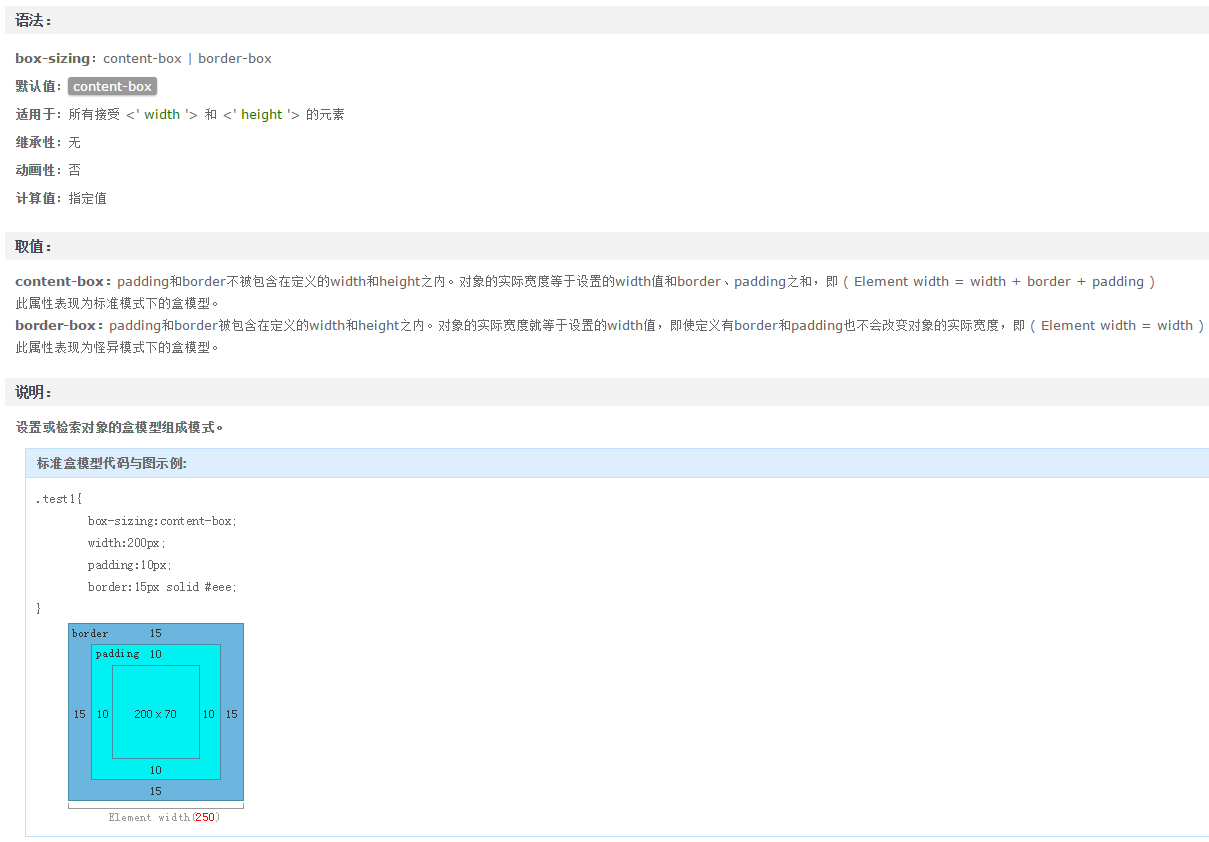 语法：
box-sizing：content-box | border-box
默认值：content-box
适用于：所有接受 <' width '> 和 <' height '> 的元素
继承性：无
动画性：否
计算值：指定值
取值：
content-box：padding和border不被包含在定义的width和height之内。对象的实际宽度等于设置的width值和border、padding之和，即 ( Element width = width + border + padding )
此属性表现为标准模式下的盒模型。
border-box：padding和border被包含在定义的width和height之内。对象的实际宽度就等于设置的width值，即使定义有border和padding也不会改变对象的实际宽度，即 ( Element width = width )
此属性表现为怪异模式下的盒模型。
说明：
设置或检索对象的盒模型组成模式。
标准盒模型代码与图示例:
.test1{
box-sizing:content-box;
width:200px;
padding:10px;
border:15px solid #eee;
}
border 15
padding 10
15 10 200 x 70 10 15
10
15
Element width(250)